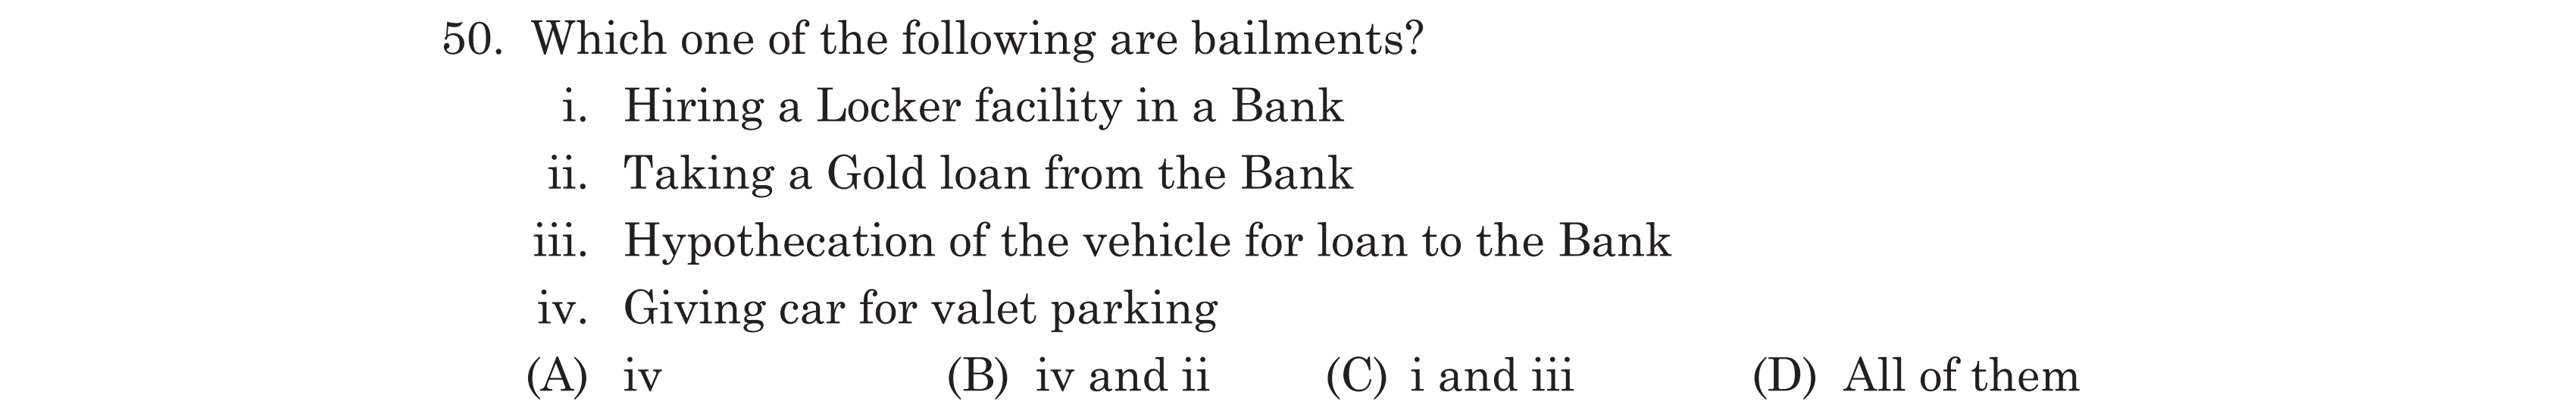 50. Which one of the following are bailments?
i. Hiring a Locker facility in a Bank
ii. Taking a Gold loan from the Bank
iii. Hypothecation of the vehicle for loan to the Bank
iv. Giving car for valet parking
(A) iv (B) iv and ii (C) i and iii (D) All of them